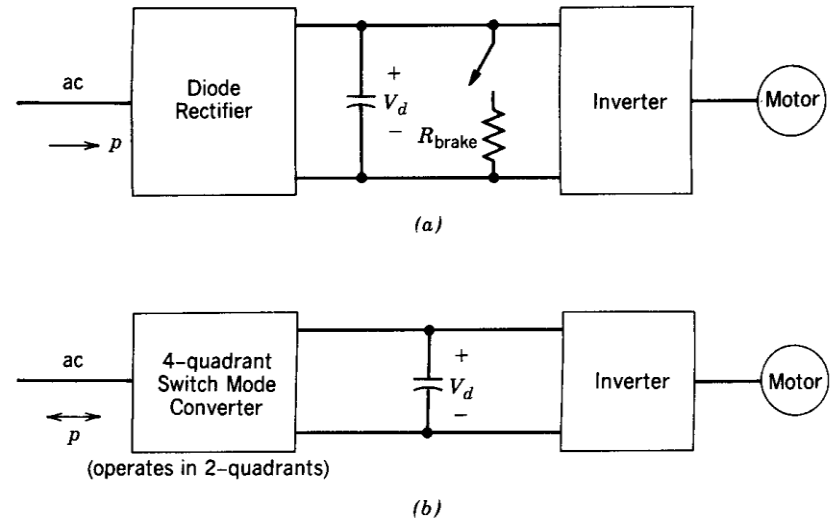 ac
p
Diode
Rectifier
+
V_d
−
R_brake
Inverter
Motor
(a)
ac
p
4-quadrant
Switch Mode
Converter
(operates in 2-quadrants)
+
V_d
−
Inverter
Motor
(b)